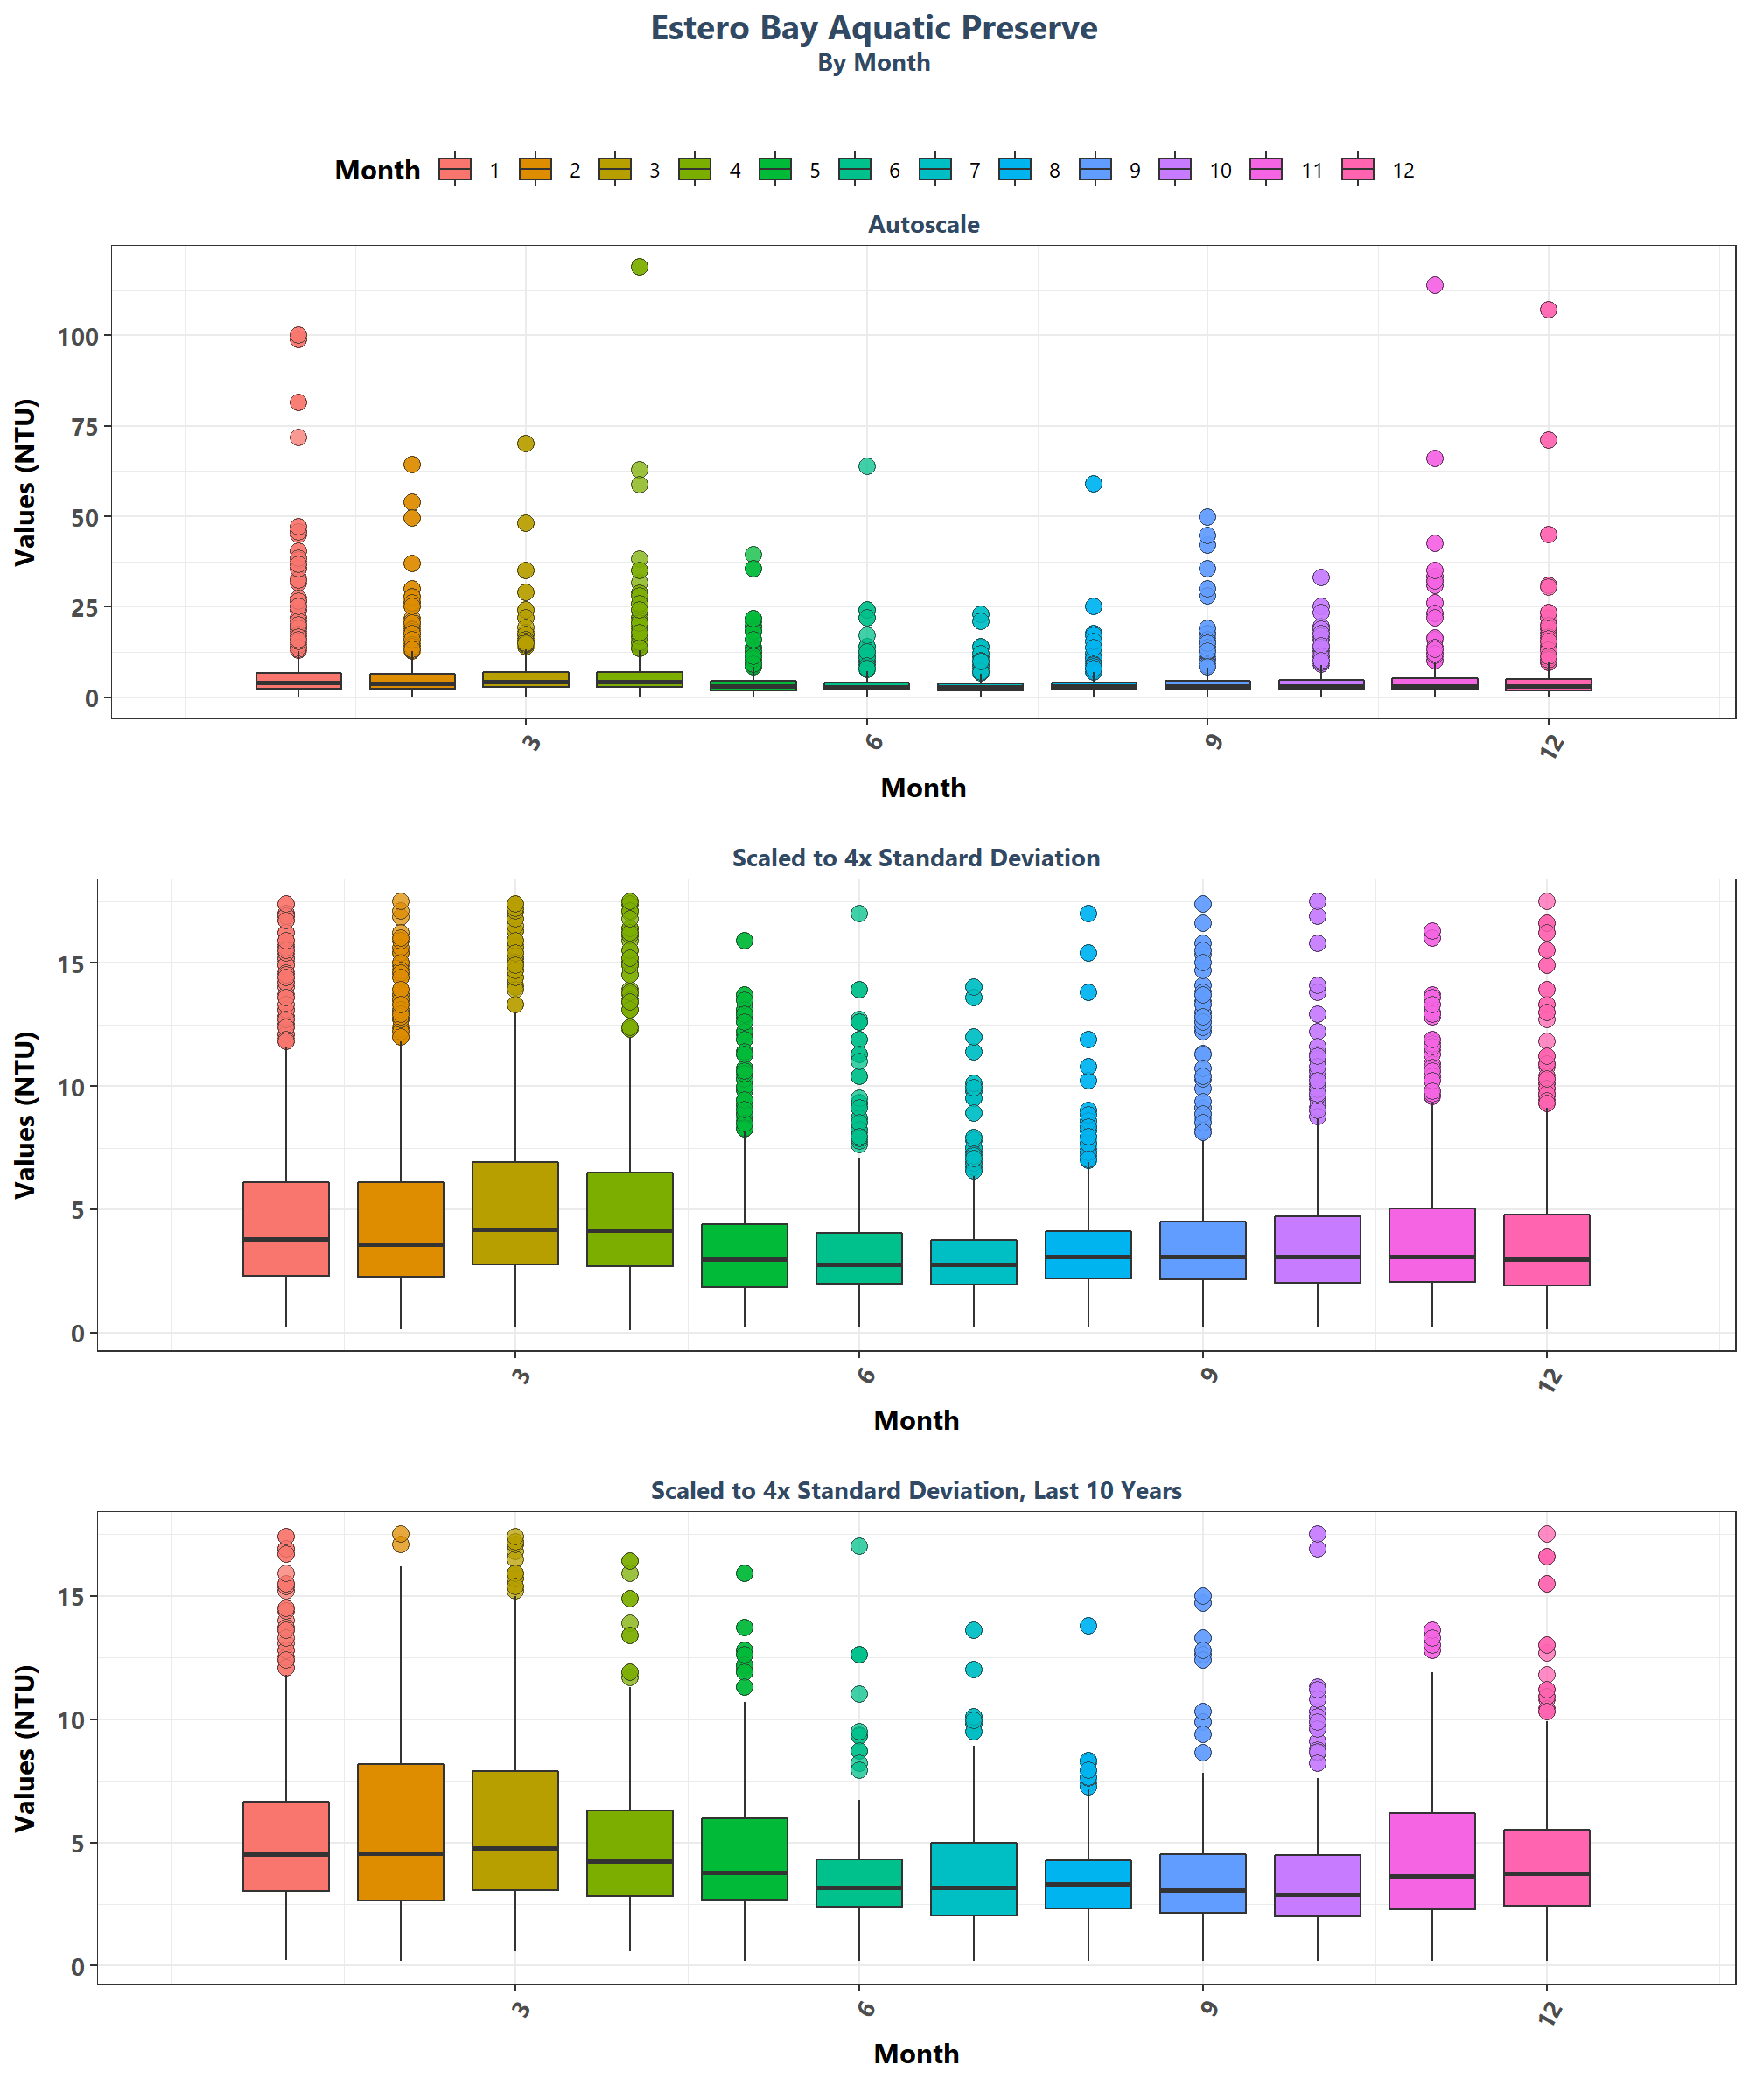 Estero Bay Aquatic Preserve
By Month
Month 1 2 3 4 5 6 7 8 9 10 11 12
Autoscale
Values (NTU)
100
75
50
25
0
3 6 9 12
Month
Scaled to 4x Standard Deviation
Values (NTU)
15
10
5
0
3 6 9 12
Month
Scaled to 4x Standard Deviation, Last 10 Years
Values (NTU)
15
10
5
0
3 6 9 12
Month